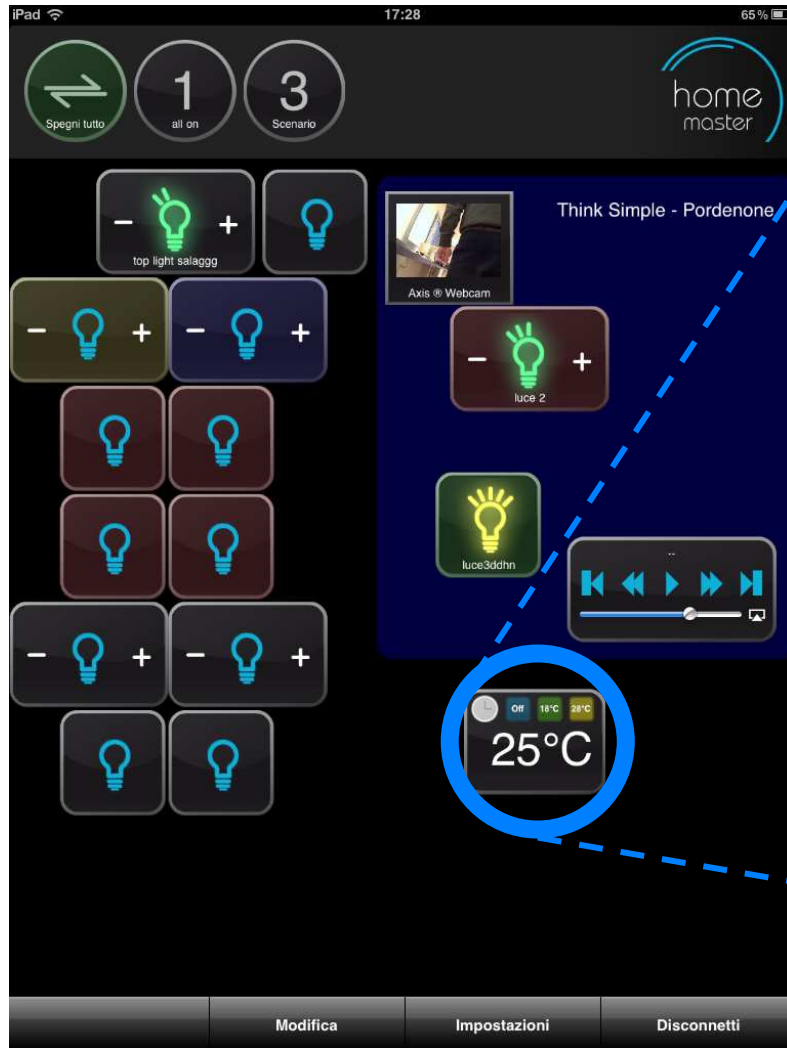 iPad 17:28 65%
1
3
Spegni tutto
all on
Scenario
home
master
-
+
top light salaggg
Think Simple - Pordenone
Axis ® Webcam
- + - +
- +
luce 2
luce3ddhn
--
- + - +
Off 18°C 28°C
25°C
Modifica Impostazioni Disconnetti